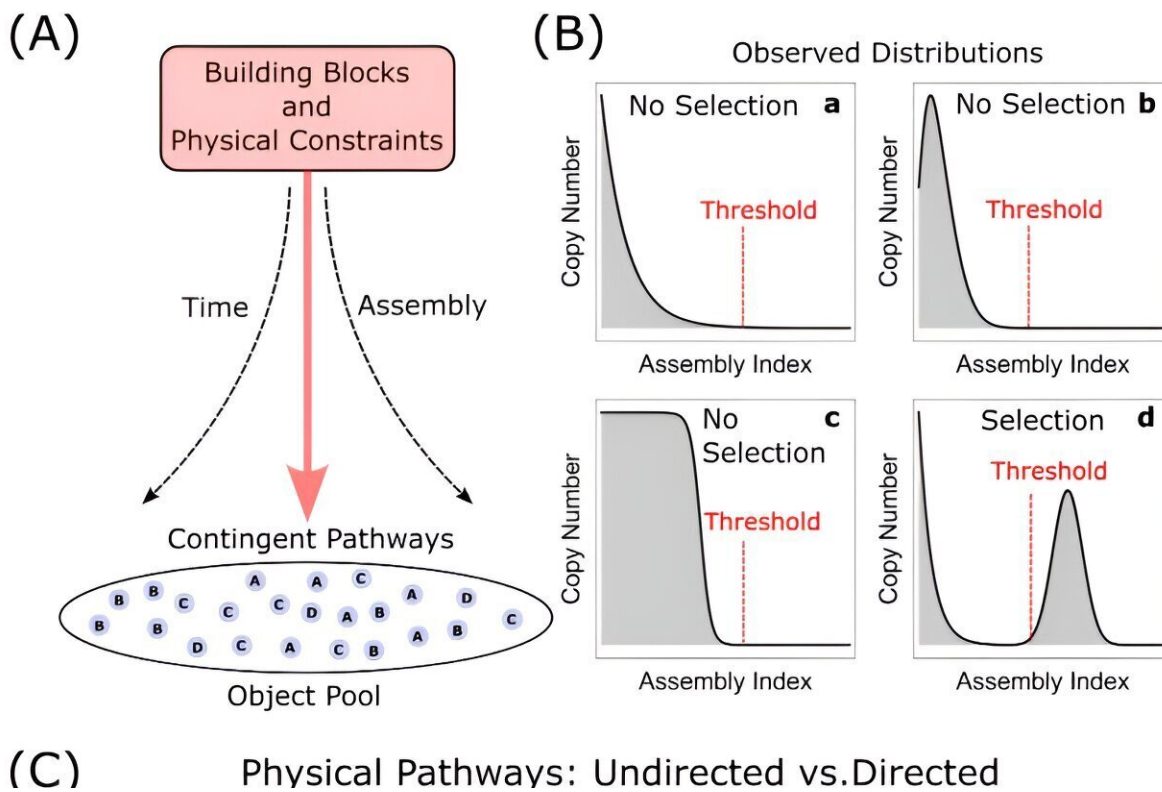 (A)
Building Blocks
and
Physical Constraints
Time
Assembly
Contingent Pathways
A A C
B B C C C D A B A D
B B C
D C A C B A B
Object Pool
(B)
Observed Distributions
No Selection a
Threshold
Copy Number
Assembly Index
No Selection b
Threshold
Copy Number
Assembly Index
No c
Selection
Threshold
Copy Number
Assembly Index
Selection d
Threshold
Copy Number
Assembly Index
(C) Physical Pathways: Undirected vs.Directed